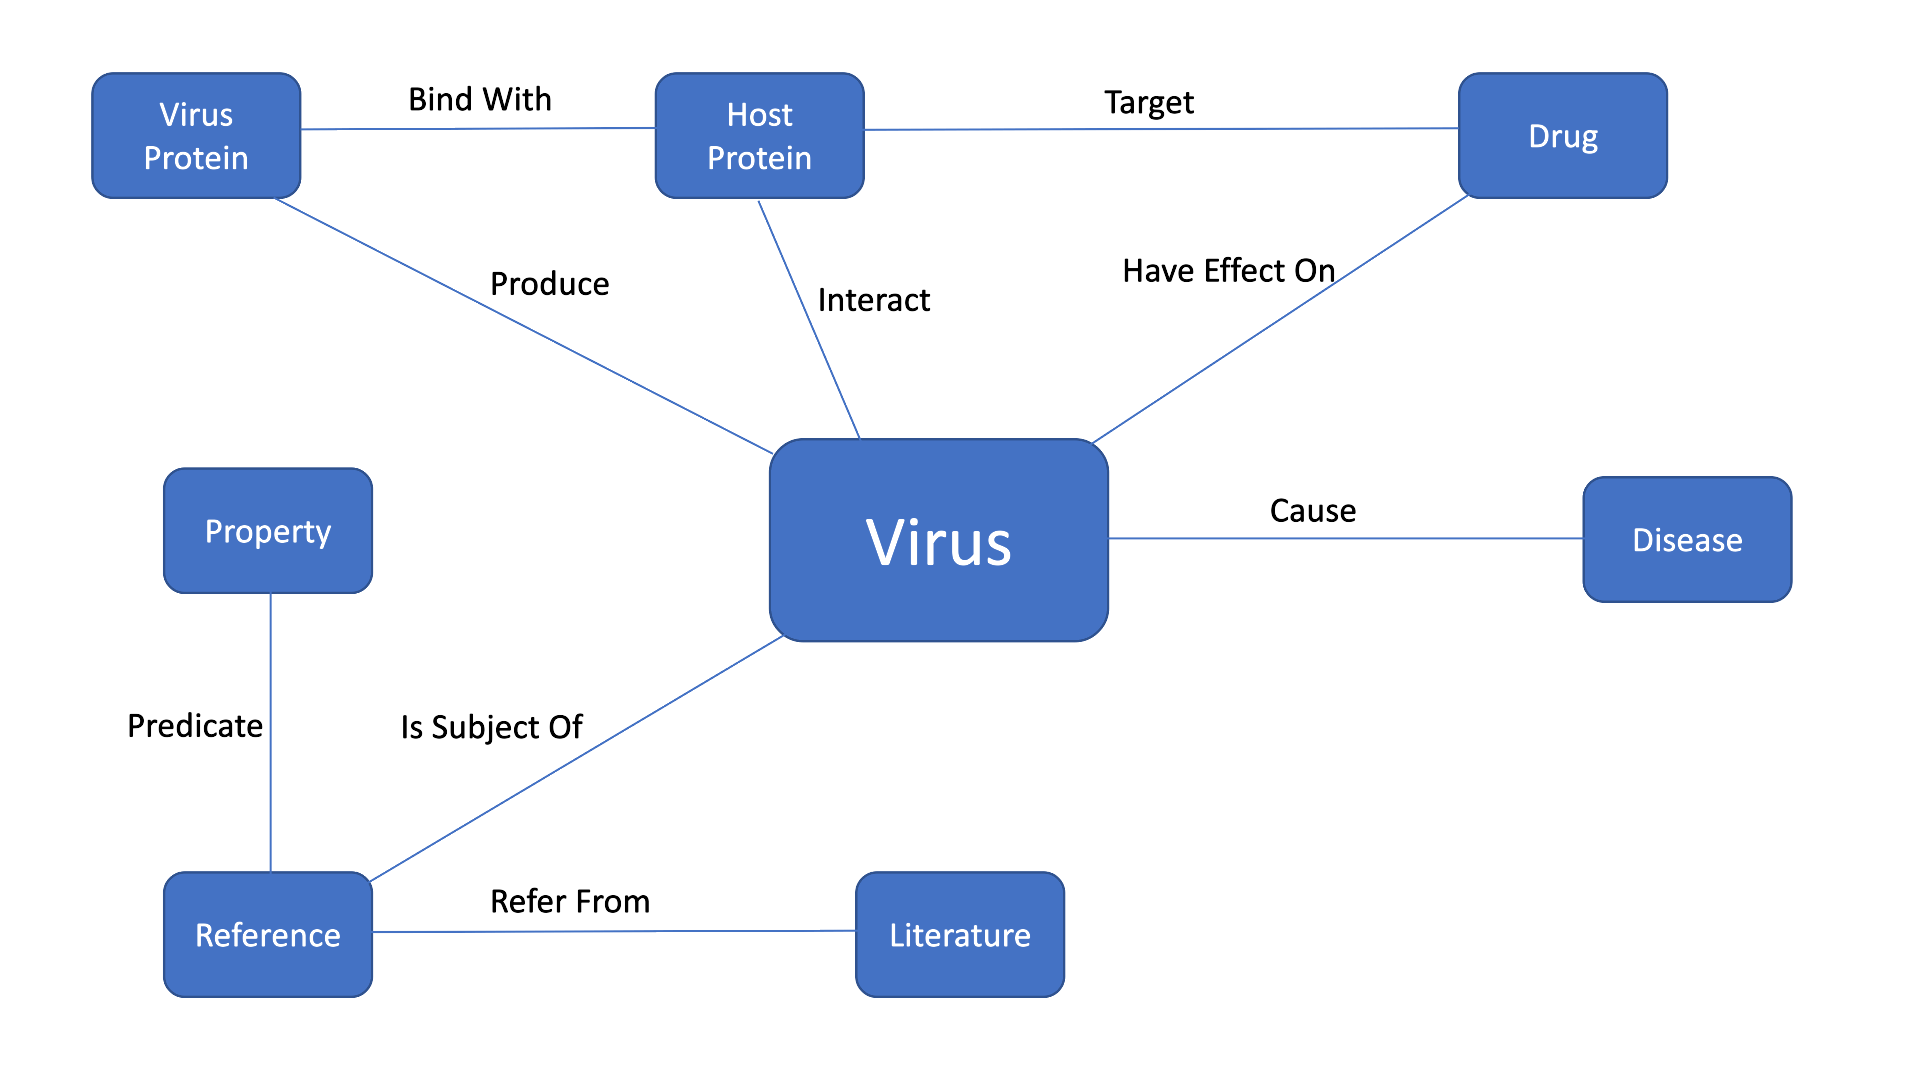 Virus
Protein
Bind With
Host
Protein
Target
Drug
Produce
Interact
Have Effect On
Property
Virus
Cause
Disease
Predicate
Is Subject Of
Reference
Refer From
Literature